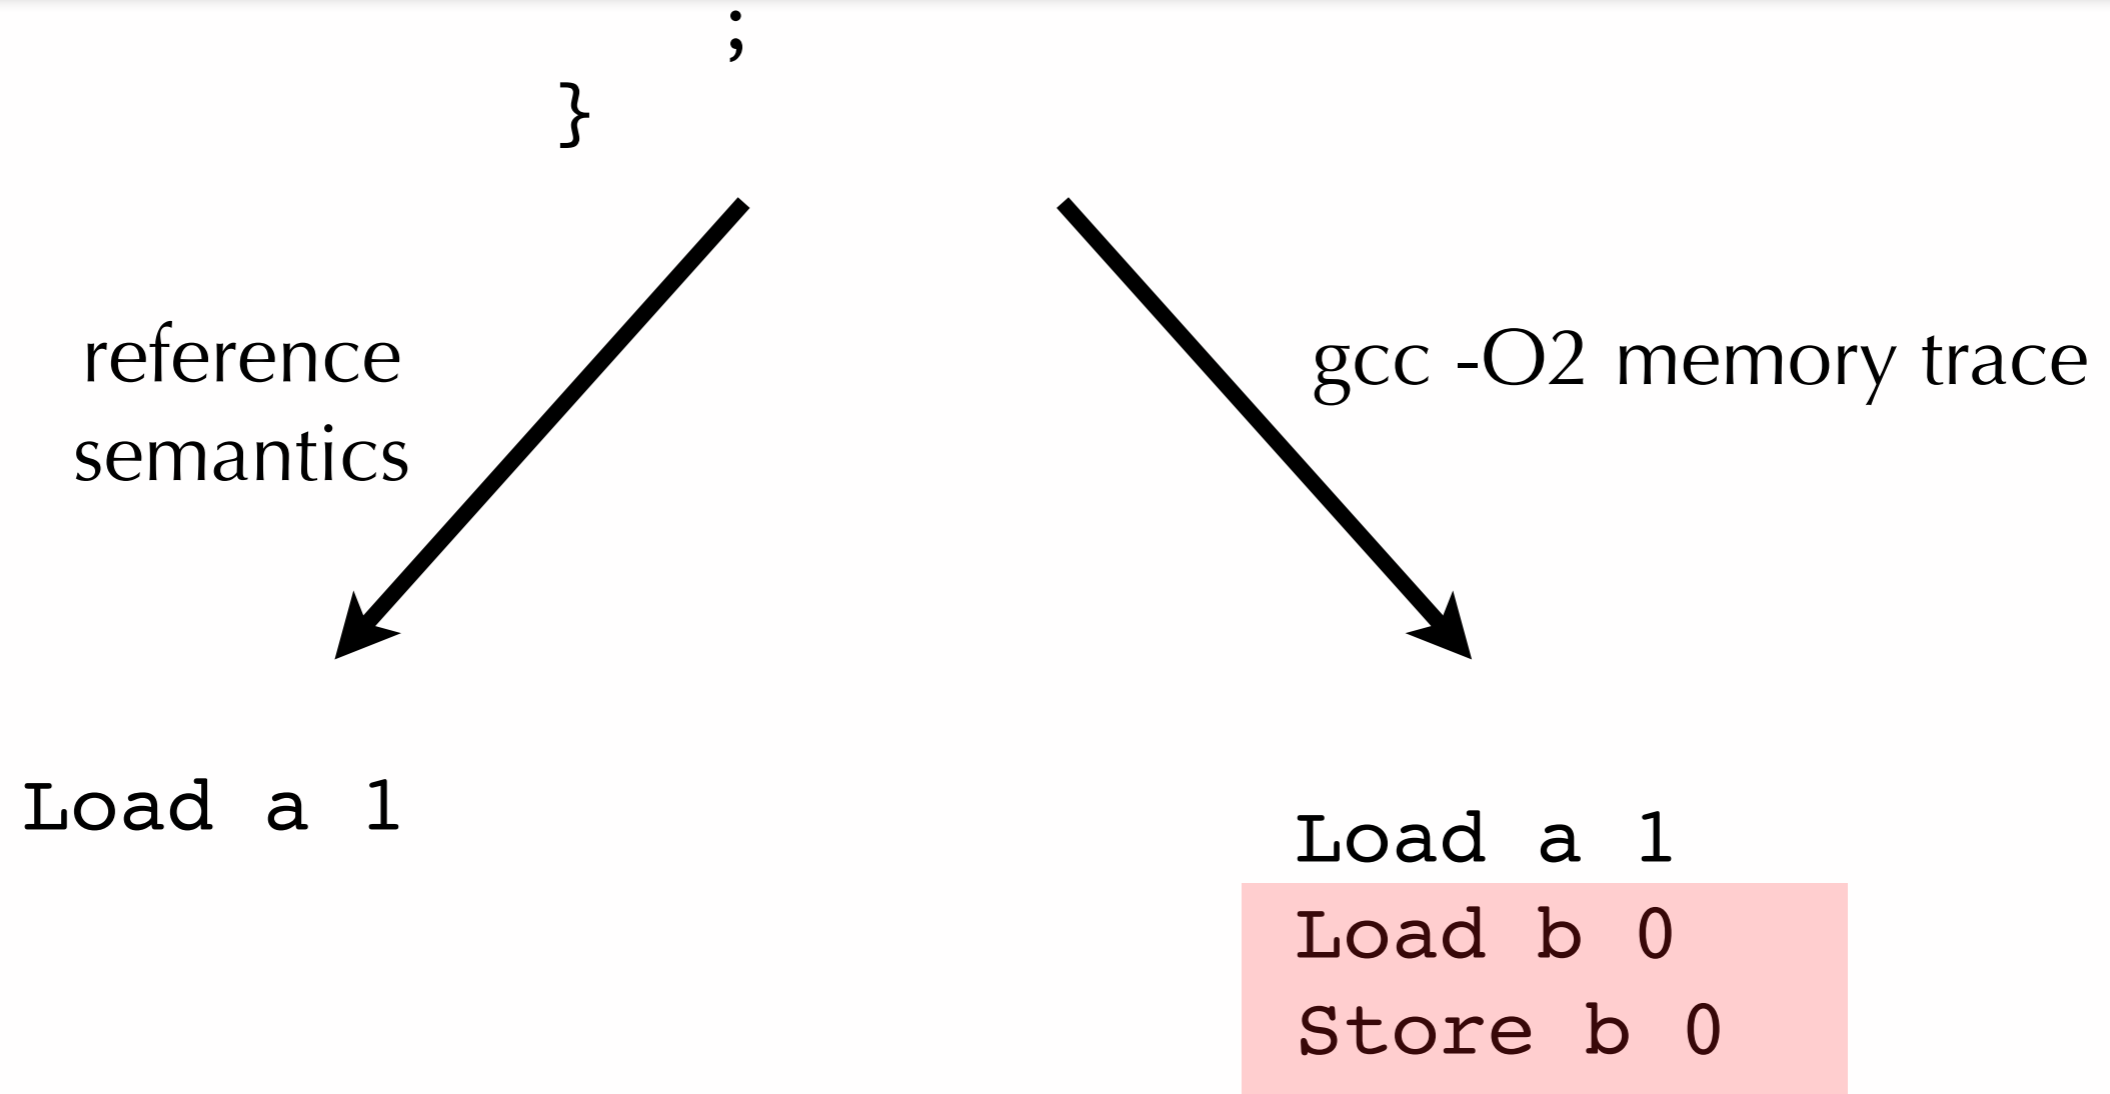 ;
}
reference
semantics
gcc -O2 memory trace
Load a 1
Load a 1
Load b 0
Store b 0